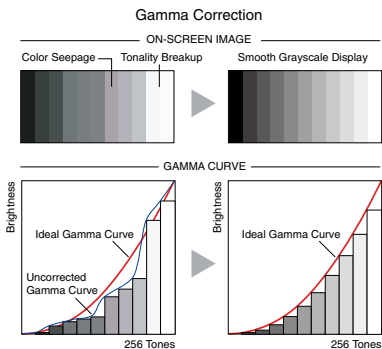 Gamma Correction
ON-SCREEN IMAGE
Color Seepage
Tonality Breakup
Smooth Grayscale Display
GAMMA CURVE
Brightness
Ideal Gamma Curve
Uncorrected
Gamma Curve
256 Tones
Brightness
Ideal Gamma Curve
256 Tones